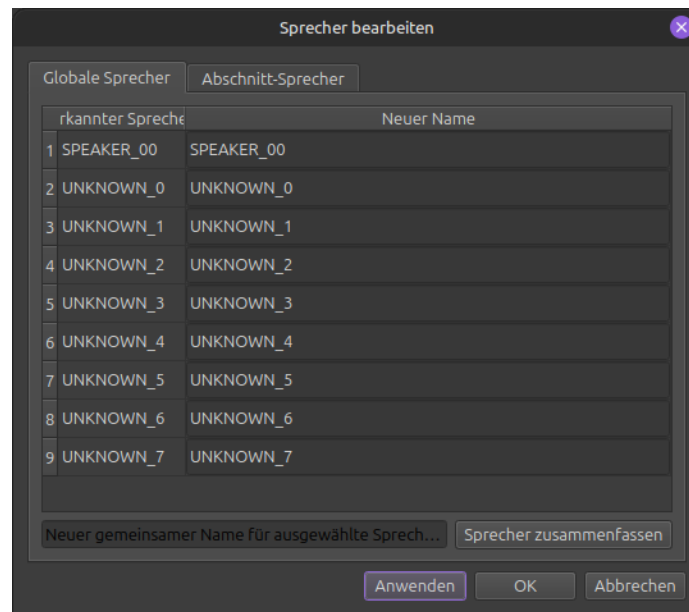 Sprecher bearbeiten
Globale Sprecher Abschnitt-Sprecher
rkannter Spreche Neuer Name
1 SPEAKER_00 SPEAKER_00
2 UNKNOWN_0 UNKNOWN_0
3 UNKNOWN_1 UNKNOWN_1
4 UNKNOWN_2 UNKNOWN_2
5 UNKNOWN_3 UNKNOWN_3
6 UNKNOWN_4 UNKNOWN_4
7 UNKNOWN_5 UNKNOWN_5
8 UNKNOWN_6 UNKNOWN_6
9 UNKNOWN_7 UNKNOWN_7
Neuer gemeinsamer Name für ausgewählte Sprech... Sprecher zusammenfassen
Anwenden OK Abbrechen